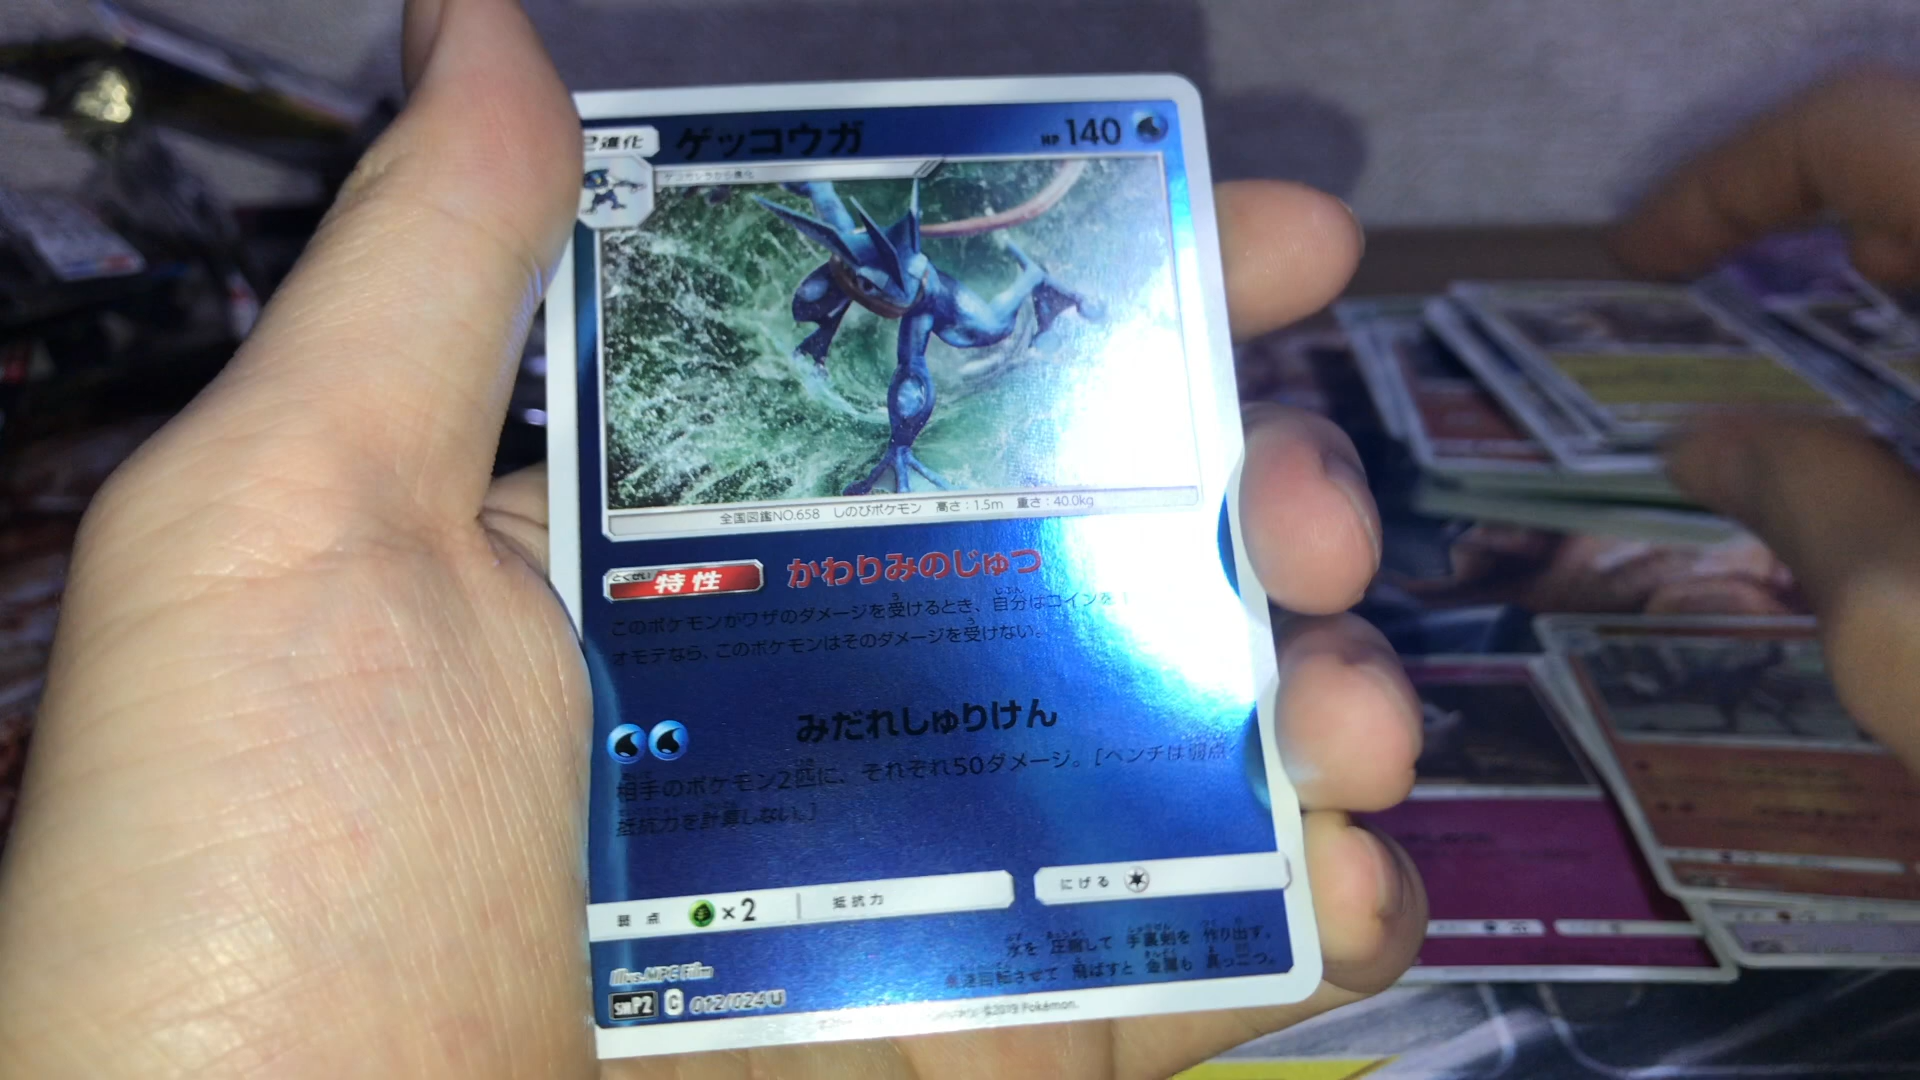 2進化 ゲッコウガ HP 140
ゲコガシラから進化
全国図鑑NO.658 しのびポケモン 高さ:1.5m 重さ:40.0kg
とくせい 特性 かわりみのじゅつ
このポケモンがワザのダメージを受けるとき、自分はコインを1
オモテなら、このポケモンはそのダメージを受けない。
みだれしゅりけん
相手のポケモン2匹に、それぞれ50ダメージ。[ベンチは弱点・
抵抗力を計算しない。]
弱点 ×2 抵抗力 にげる
水を 圧縮して 手裏剣を 作り出す。
高速回転させて 飛ばすと 金属も 真っ二つ。
Illus.MPC Film
SMP2 C 012/024 U
©2019 Pokémon.